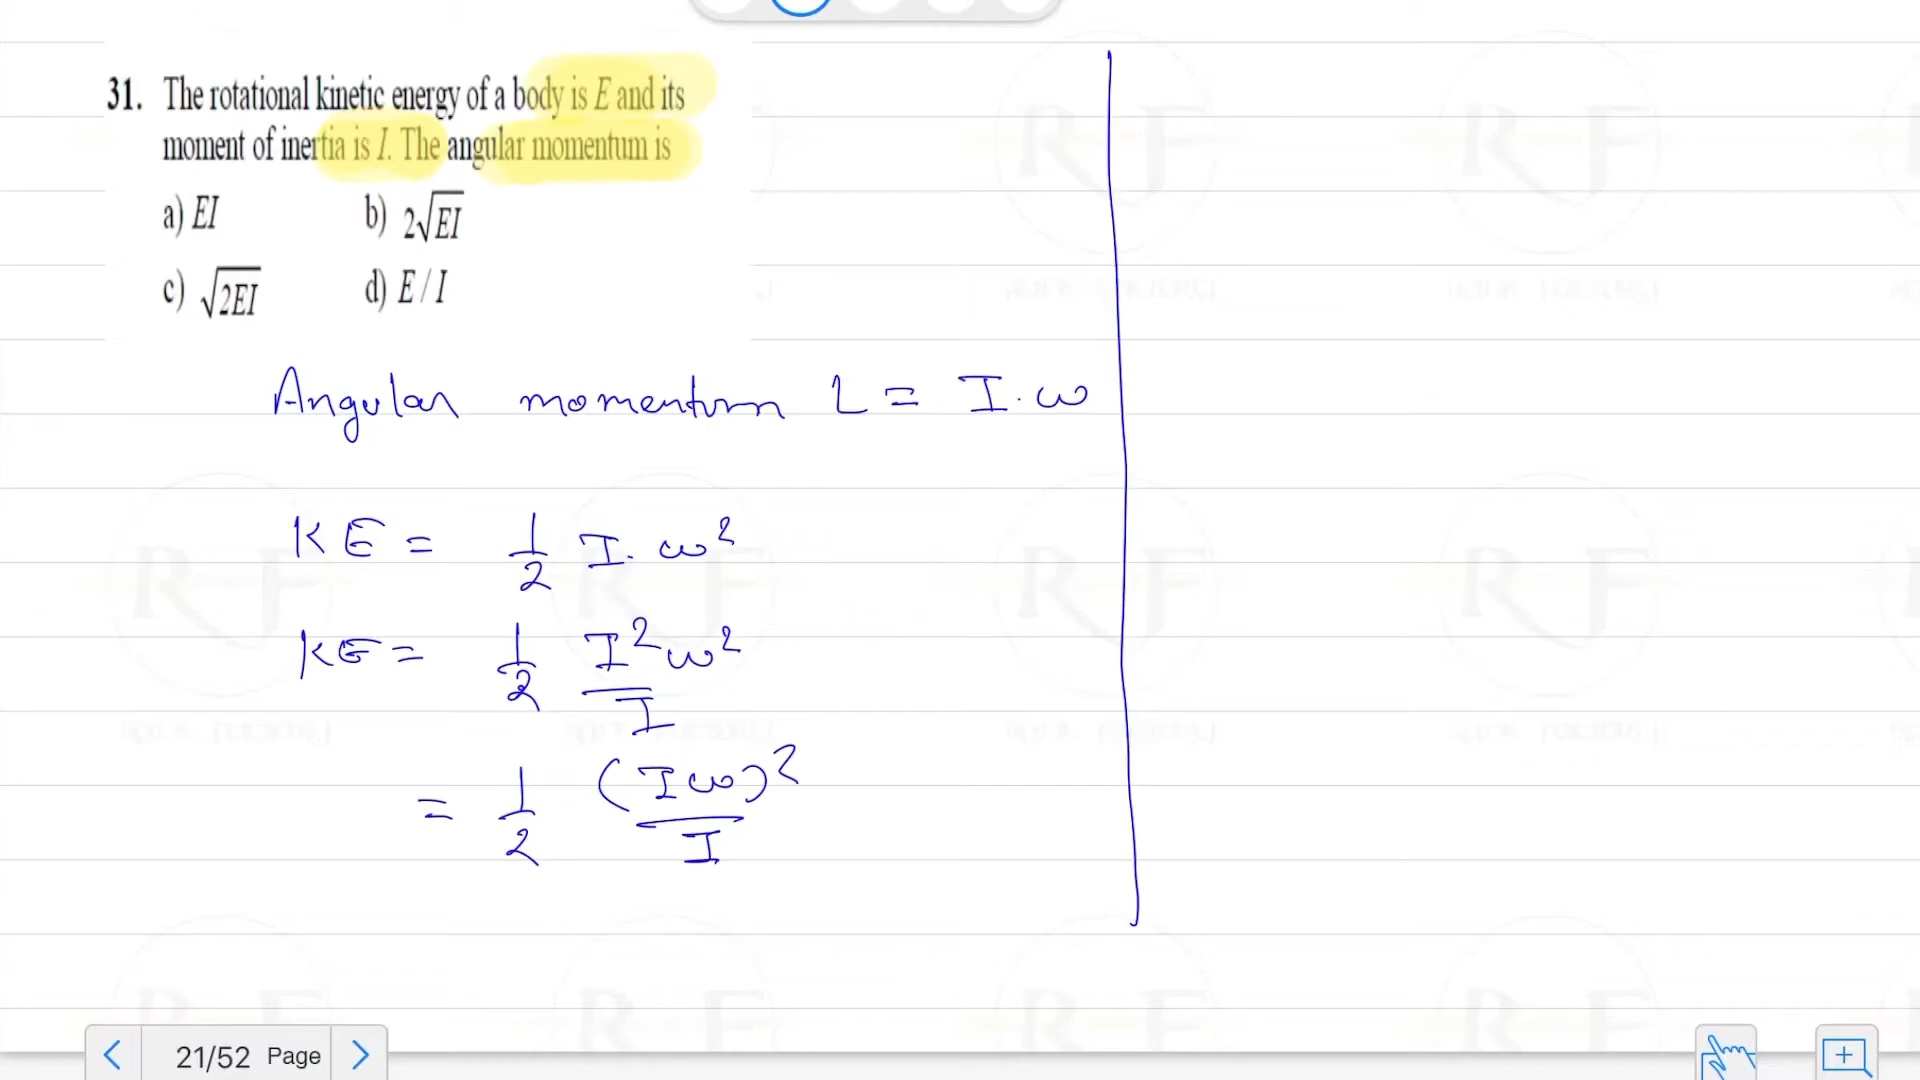 31. The rotational kinetic energy of a body is E and its
moment of inertia is I. The angular momentum is
a) EI b) 2√EI
c) √2EI d) E / I
Angular momentum L = I.ω
KE = 1/2 I.ω²
KE = 1/2 I²ω²/I
= 1/2 (Iω)²/I
21/52 Page